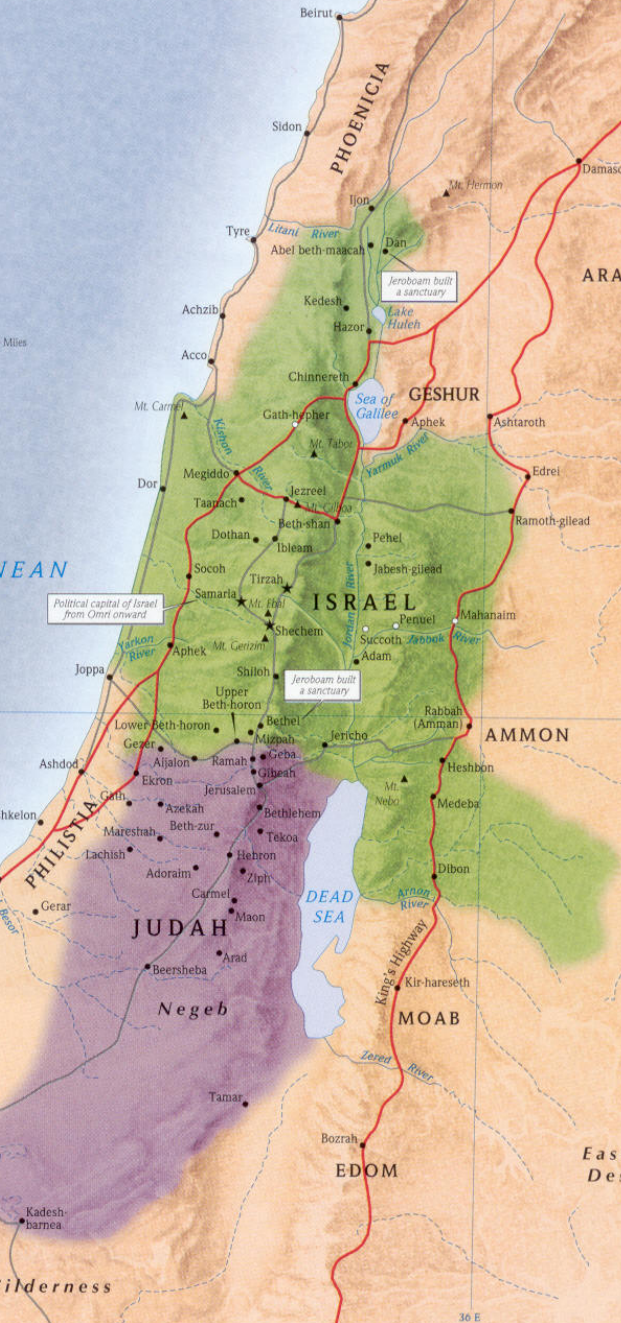 Beirut
PHOENICIA
Sidon
Damasc
Mt. Hermon
Ijon
Tyre
Litani River
Dan
Abel beth-maacah
ARA
Jeroboam built
a sanctuary
Kedesh
Achzib
Lake
Huleh
Hazor
Miles
Acco
Chinnereth
GESHUR
Sea of
Galilee
Mt. Carmel
Gath-hepher
Aphek
Ashtaroth
Kishon
River
Mt. Tabor
Yarmuk River
Megiddo
Edrei
Dor
Jezreel
Taanach
Mt. Gilboa
Beth-shan
Ramoth-gilead
Dothan
Ibleam
Pehel
NEAN
Socoh
Jabesh-gilead
Tirzah
Samaria
ISRAEL
Political capital of Israel
from Omri onward
Mt. Ebal
Jordan River
Penuel
Mahanaim
Shechem
Succoth
Jabbok River
Mt. Gerizim
Yarkon
River
Aphek
Adam
Joppa
Shiloh
Jeroboam built
a sanctuary
Upper
Beth-horon
Rabbah
(Amman)
Lower Beth-horon
Bethel
AMMON
Mizpah
Gezer
Jericho
Geba
Ramah
Aijalon
Ashdod
Heshbon
Gibeah
Ekron
Mt.
Nebo
Jerusalem
Gath
Medeba
Azekah
Bethlehem
hkelon
PHILISTIA
Mareshah
Beth-zur
Tekoa
Lachish
Hebron
Adoraim
Ziph
Dibon
Carmel
DEAD
SEA
Arnon
River
Gerar
Maon
Besor
JUDAH
King's Highway
Arad
Beersheba
Kir-hareseth
Negeb
MOAB
Zered River
Tamar
Bozrah
EDOM
Eas
De
Kadesh-
barnea
ilderness
36 E